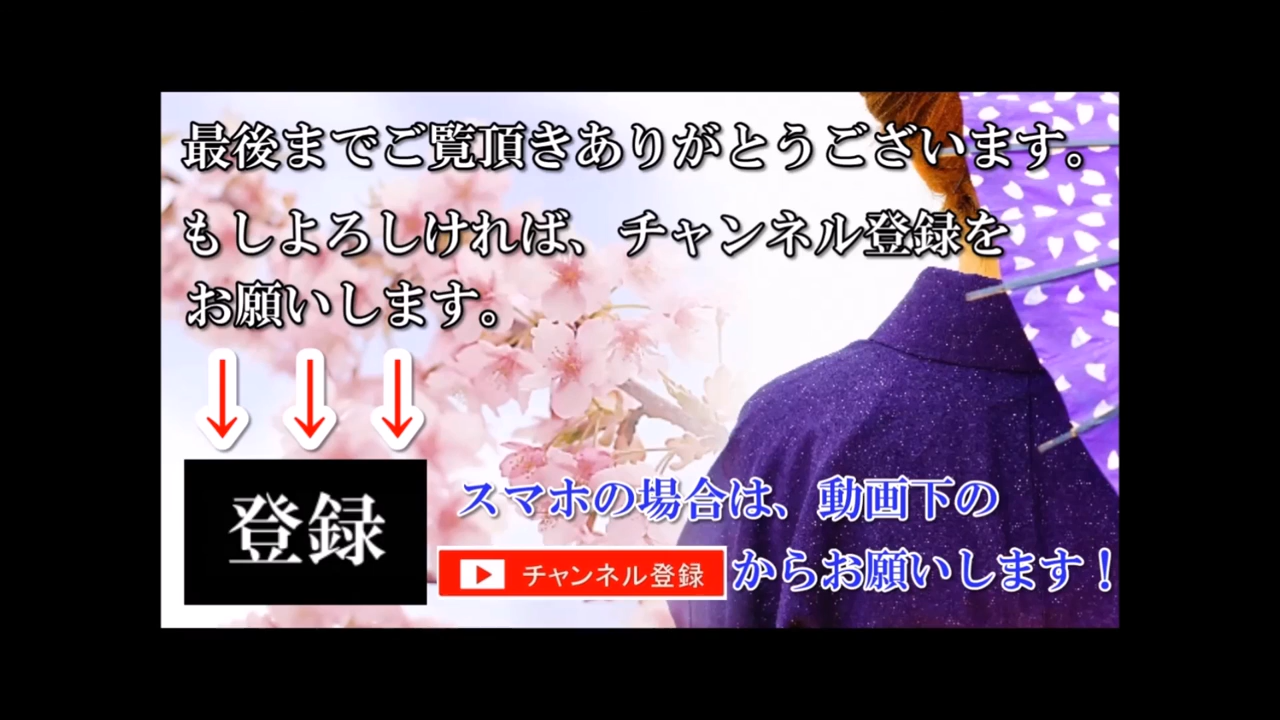 最後までご覧頂きありがとうございます。
もしよろしければ、チャンネル登録を
お願いします。
登録
スマホの場合は、動画下の
チャンネル登録からお願いします！